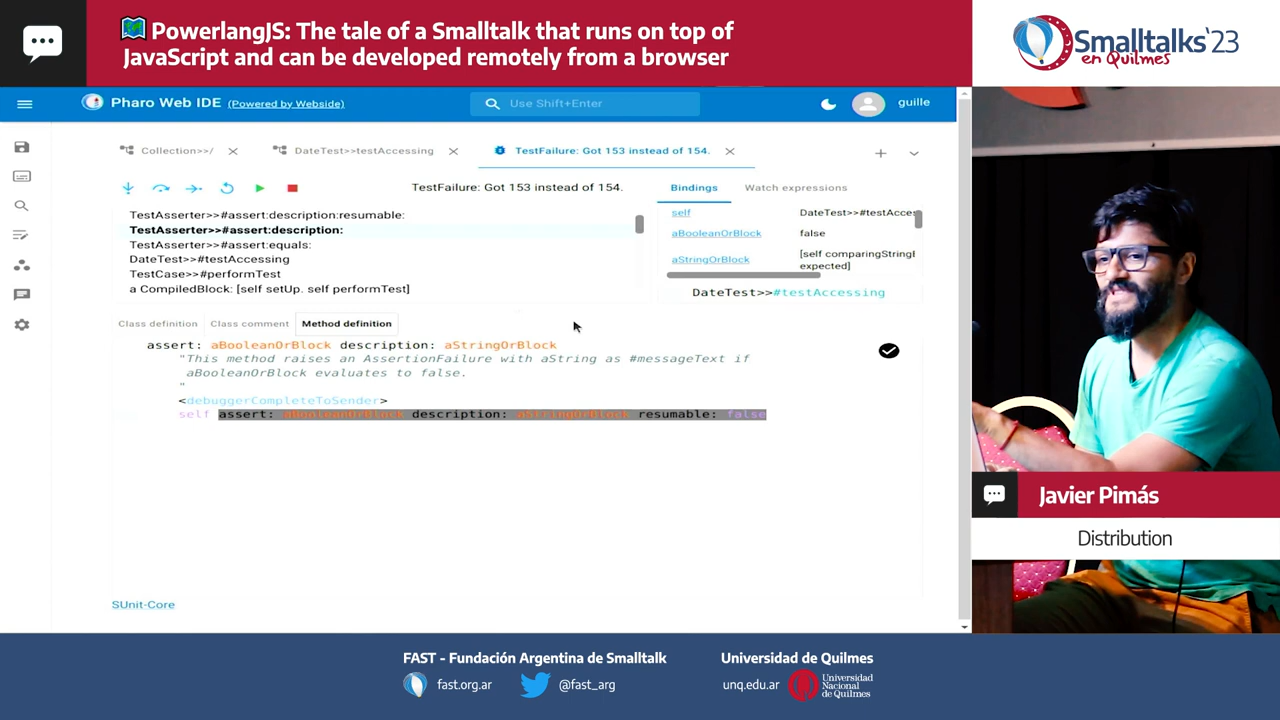 PowerlangJS: The tale of a Smalltalk that runs on top of
JavaScript and can be developed remotely from a browser
Smalltalks'23
en Quilmes
Pharo Web IDE (Powered by Webside)
Use Shift+Enter
guille
Collection>>/
DateTest>>testAccessing
TestFailure: Got 153 instead of 154.
TestFailure: Got 153 instead of 154.
Bindings
Watch expressions
TestAsserter>>#assert:description:resumable:
TestAsserter>>#assert:description:
TestAsserter>>#assert:equals:
DateTest>>#testAccessing
TestCase>>#performTest
a CompiledBlock: [self setUp. self performTest]
self DateTest>>#testAcces
aBooleanOrBlock false
aStringOrBlock [self comparingStringB
expected]
DateTest>>#testAccessing
Class definition
Class comment
Method definition
assert: aBooleanOrBlock description: aStringOrBlock
"This method raises an AssertionFailure with aString as #messageText if
aBooleanOrBlock evaluates to false.
"
<debuggerCompleteToSender>
self assert: aBooleanOrBlock description: aStringOrBlock resumable: false
SUnit-Core
Javier Pimás
Distribution
FAST - Fundación Argentina de Smalltalk
fast.org.ar
@fast_arg
Universidad de Quilmes
unq.edu.ar
Universidad
Nacional
de Quilmes